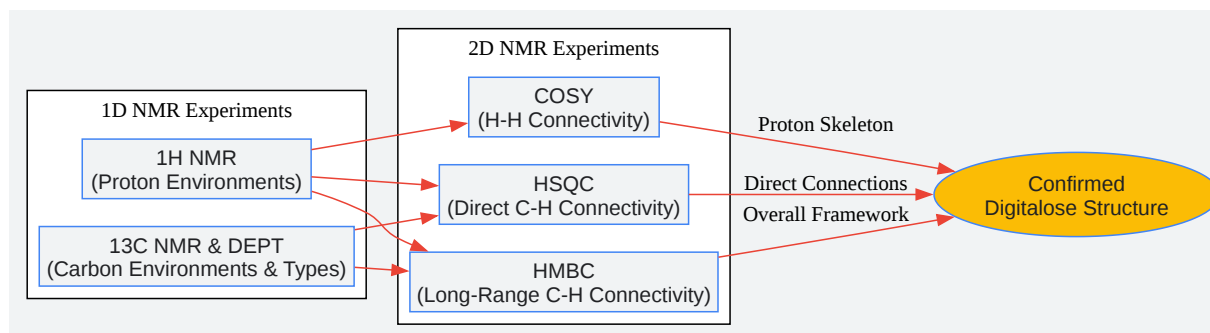 1D NMR Experiments
1H NMR
(Proton Environments)
13C NMR & DEPT
(Carbon Environments & Types)
2D NMR Experiments
COSY
(H-H Connectivity)
HSQC
(Direct C-H Connectivity)
HMBC
(Long-Range C-H Connectivity)
Proton Skeleton
Direct Connections
Overall Framework
Confirmed
Digitalose Structure